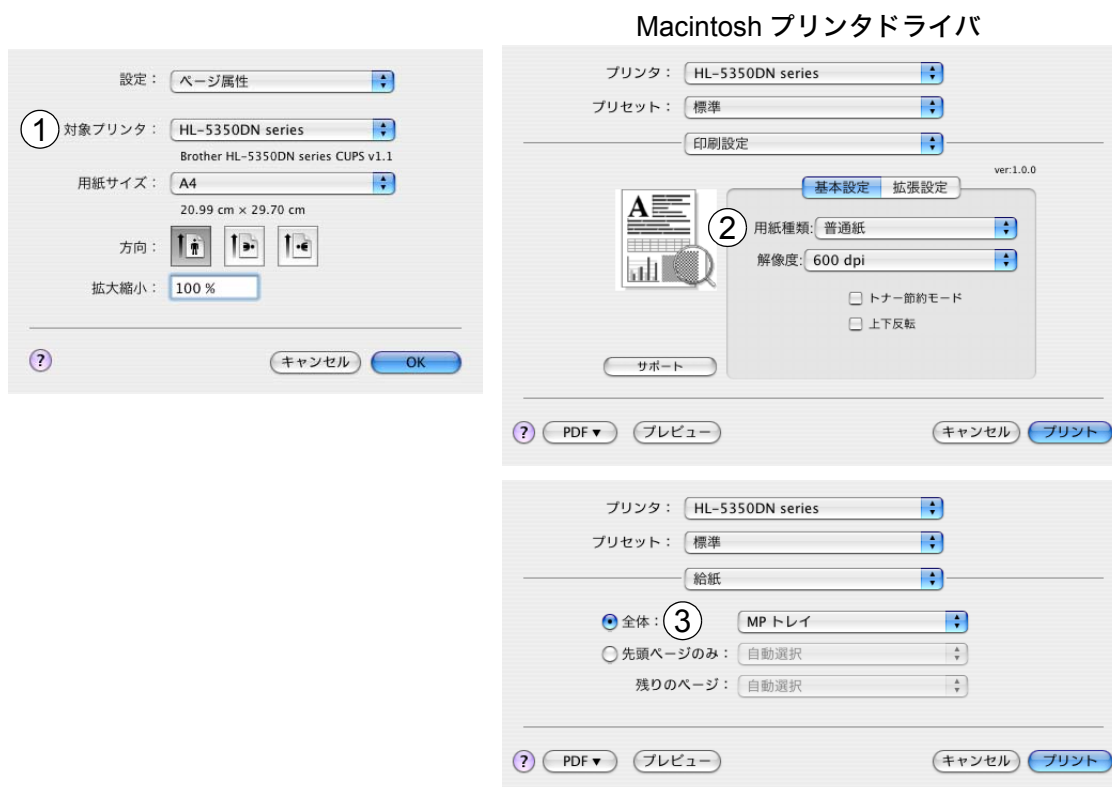 Macintosh プリンタドライバ
設定： ページ属性
① 対象プリンタ： HL-5350DN series
Brother HL-5350DN series CUPS v1.1
用紙サイズ： A4
20.99 cm × 29.70 cm
方向：
拡大縮小： 100 %
? キャンセル OK
プリンタ： HL-5350DN series
プリセット： 標準
印刷設定
ver:1.0.0
基本設定 拡張設定
② 用紙種類: 普通紙
解像度: 600 dpi
トナー節約モード
上下反転
サポート
? PDF▼ プレビュー キャンセル プリント
プリンタ： HL-5350DN series
プリセット： 標準
給紙
全体： ③ MP トレイ
先頭ページのみ： 自動選択
残りのページ： 自動選択
? PDF▼ プレビュー キャンセル プリント